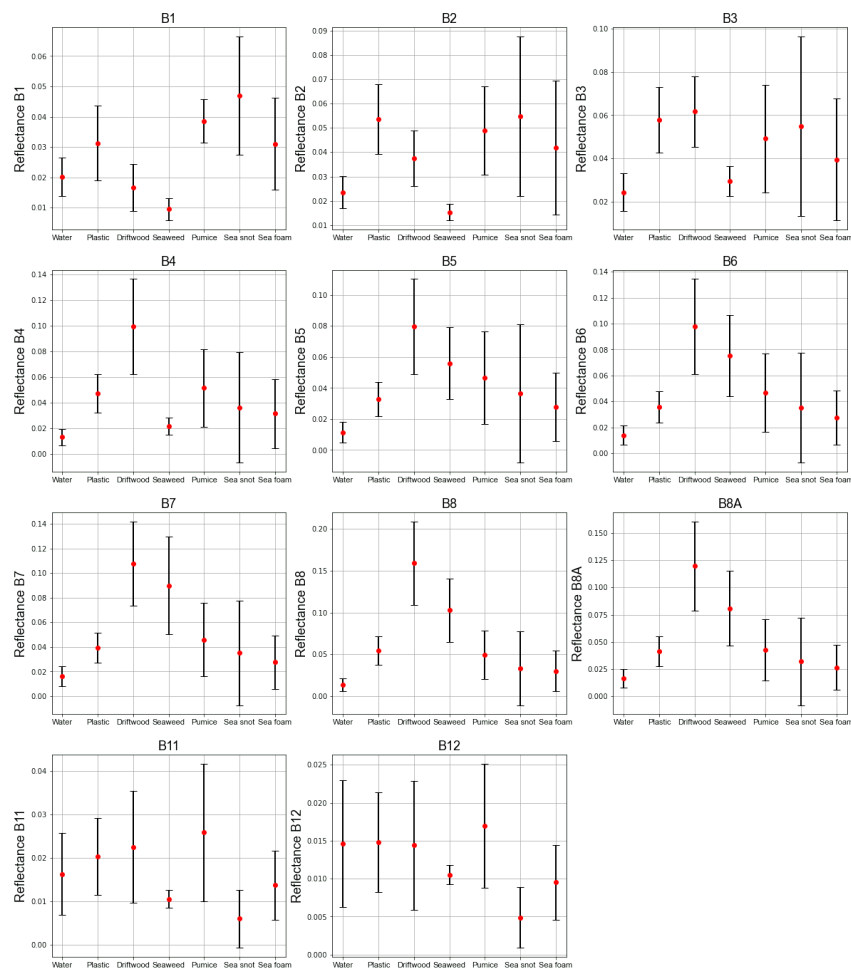 B1
Reflectance B1
0.06
0.05
0.04
0.03
0.02
0.01
Water Plastic Driftwood Seaweed Pumice Sea snot Sea foam
B2
Reflectance B2
0.09
0.08
0.07
0.06
0.05
0.04
0.03
0.02
0.01
Water Plastic Driftwood Seaweed Pumice Sea snot Sea foam
B3
Reflectance B3
0.10
0.08
0.06
0.04
0.02
Water Plastic Driftwood Seaweed Pumice Sea snot Sea foam
B4
Reflectance B4
0.14
0.12
0.10
0.08
0.06
0.04
0.02
0.00
Water Plastic Driftwood Seaweed Pumice Sea snot Sea foam
B5
Reflectance B5
0.10
0.08
0.06
0.04
0.02
0.00
Water Plastic Driftwood Seaweed Pumice Sea snot Sea foam
B6
Reflectance B6
0.14
0.12
0.10
0.08
0.06
0.04
0.02
0.00
Water Plastic Driftwood Seaweed Pumice Sea snot Sea foam
B7
Reflectance B7
0.14
0.12
0.10
0.08
0.06
0.04
0.02
0.00
Water Plastic Driftwood Seaweed Pumice Sea snot Sea foam
B8
Reflectance B8
0.20
0.15
0.10
0.05
0.00
Water Plastic Driftwood Seaweed Pumice Sea snot Sea foam
B8A
Reflectance B8A
0.150
0.125
0.100
0.075
0.050
0.025
0.000
Water Plastic Driftwood Seaweed Pumice Sea snot Sea foam
B11
Reflectance B11
0.04
0.03
0.02
0.01
0.00
Water Plastic Driftwood Seaweed Pumice Sea snot Sea foam
B12
Reflectance B12
0.025
0.020
0.015
0.010
0.005
0.000
Water Plastic Driftwood Seaweed Pumice Sea snot Sea foam